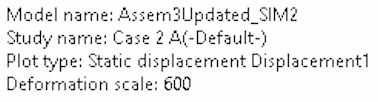 Model name: Assem3Updated_SIM2
Study name: Case 2 A(-Default-)
Plot type: Static displacement Displacement1
Deformation scale: 600